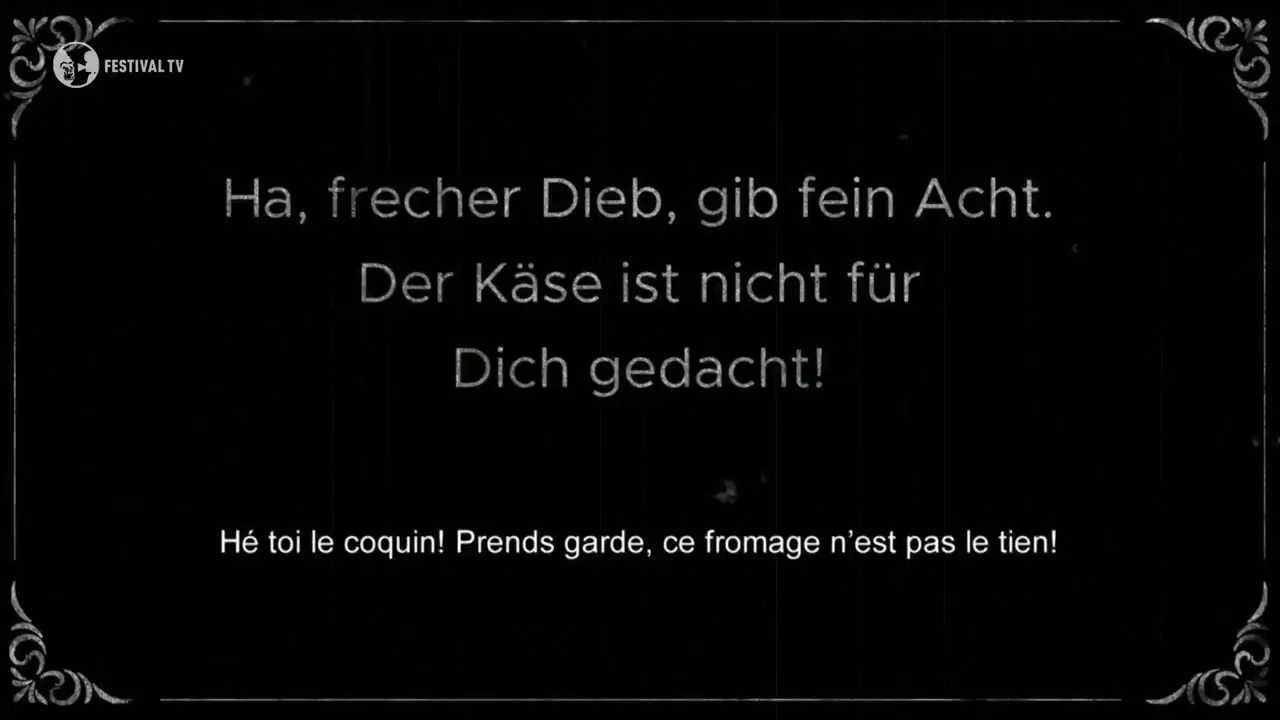 FESTIVAL TV
Ha, frecher Dieb, gib fein Acht.
Der Käse ist nicht für
Dich gedacht!
Hé toi le coquin! Prends garde, ce fromage n’est pas le tien!